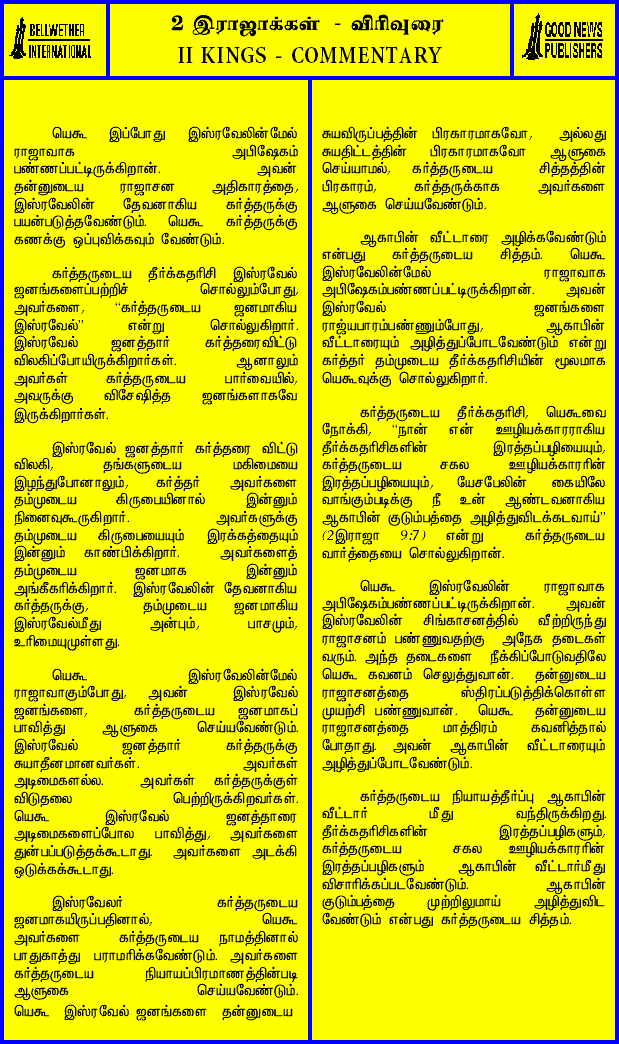 BELLWETHER
INTERNATIONAL
2 இராஜாக்கள் - விரிவுரை
II KINGS - COMMENTARY
GOOD NEWS
PUBLISHERS
யெகூ இப்போது இஸ்ரவேலின்மேல்
ராஜாவாக அபிஷேகம்
பண்ணப்பட்டிருக்கிறான். அவன்
தன்னுடைய ராஜாசன அதிகாரத்தை,
இஸ்ரவேலின் தேவனாகிய கர்த்தருக்கு
பயன்படுத்தவேண்டும். யெகூ கர்த்தருக்கு
கணக்கு ஒப்புவிக்கவும் வேண்டும்.
கர்த்தருடைய தீர்க்கதரிசி இஸ்ரவேல்
ஜனங்களைப்பற்றிச் சொல்லும்போது,
அவர்களை, “கர்த்தருடைய ஜனமாகிய
இஸ்ரவேல்” என்று சொல்லுகிறார்.
இஸ்ரவேல் ஜனத்தார் கர்த்தரைவிட்டு
விலகிப்போயிருக்கிறார்கள். ஆனாலும்
அவர்கள் கர்த்தருடைய பார்வையில்,
அவருக்கு விசேஷித்த ஜனங்களாகவே
இருக்கிறார்கள்.
இஸ்ரவேல் ஜனத்தார் கர்த்தரை விட்டு
விலகி, தங்களுடைய மகிமையை
இழந்துபோனாலும், கர்த்தர் அவர்களை
தம்முடைய கிருபையினால் இன்னும்
நினைவுகூருகிறார். அவர்களுக்கு
தம்முடைய கிருபையையும் இரக்கத்தையும்
இன்னும் காண்பிக்கிறார். அவர்களைத்
தம்முடைய ஜனமாக இன்னும்
அங்கீகரிக்கிறார். இஸ்ரவேலின் தேவனாகிய
கர்த்தருக்கு, தம்முடைய ஜனமாகிய
இஸ்ரவேல்மீது அன்பும், பாசமும்,
உரிமையுமுள்ளது.
யெகூ இஸ்ரவேலின்மேல்
ராஜாவாகும்போது, அவன் இஸ்ரவேல்
ஜனங்களை, கர்த்தருடைய ஜனமாகப்
பாவித்து ஆளுகை செய்யவேண்டும்.
இஸ்ரவேல் ஜனத்தார் கர்த்தருக்கு
சுயாதீனமானவர்கள். அவர்கள்
அடிமைகளல்ல. அவர்கள் கர்த்தருக்குள்
விடுதலை பெற்றிருக்கிறவர்கள்.
யெகூ இஸ்ரவேல் ஜனத்தாரை
அடிமைகளைப்போல பாவித்து, அவர்களை
துன்பப்படுத்தக்கூடாது. அவர்களை அடக்கி
ஒடுக்கக்கூடாது.
இஸ்ரவேலர் கர்த்தருடைய
ஜனமாகயிருப்பதினால், யெகூ
அவர்களை கர்த்தருடைய நாமத்தினால்
பாதுகாத்து பராமரிக்கவேண்டும். அவர்களை
கர்த்தருடைய நியாயப்பிரமாணத்தின்படி
ஆளுகை செய்யவேண்டும்.
யெகூ இஸ்ரவேல் ஜனங்களை தன்னுடைய
சுயவிருப்பத்தின் பிரகாரமாகவோ, அல்லது
சுயதிட்டத்தின் பிரகாரமாகவோ ஆளுகை
செய்யாமல், கர்த்தருடைய சித்தத்தின்
பிரகாரம், கர்த்தருக்காக அவர்களை
ஆளுகை செய்யவேண்டும்.
ஆகாபின் வீட்டாரை அழிக்கவேண்டும்
என்பது கர்த்தருடைய சித்தம். யெகூ
இஸ்ரவேலின்மேல் ராஜாவாக
அபிஷேகம்பண்ணப்பட்டிருக்கிறான். அவன்
இஸ்ரவேல் ஜனங்களை
ராஜ்யபாரம்பண்ணும்போது, ஆகாபின்
வீட்டாரையும் அழித்துப்போடவேண்டும் என்று
கர்த்தர் தம்முடைய தீர்க்கதரிசியின் மூலமாக
யெகூவுக்கு சொல்லுகிறார்.
கர்த்தருடைய தீர்க்கதரிசி, யெகூவை
நோக்கி, “நான் என் ஊழியக்காரராகிய
தீர்க்கதரிசிகளின் இரத்தப்பழியையும்,
கர்த்தருடைய சகல ஊழியக்காரரின்
இரத்தப்பழியையும், யேசபேலின் கையிலே
வாங்கும்படிக்கு நீ உன் ஆண்டவனாகிய
ஆகாபின் குடும்பத்தை அழித்துவிடக்கடவாய்”
(2இராஜா 9:7) என்று கர்த்தருடைய
வார்த்தையை சொல்லுகிறான்.
யெகூ இஸ்ரவேலின் ராஜாவாக
அபிஷேகம்பண்ணப்பட்டிருக்கிறான். அவன்
இஸ்ரவேலின் சிங்காசனத்தில் வீற்றிருந்து
ராஜாசனம் பண்ணுவதற்கு அநேக தடைகள்
வரும். அந்த தடைகளை நீக்கிப்போடுவதிலே
யெகூ கவனம் செலுத்துவான். தன்னுடைய
ராஜாசனத்தை ஸ்திரப்படுத்திக்கொள்ள
முயற்சி பண்ணுவான். யெகூ தன்னுடைய
ராஜாசனத்தை மாத்திரம் கவனித்தால்
போதாது. அவன் ஆகாபின் வீட்டாரையும்
அழித்துப்போடவேண்டும்.
கர்த்தருடைய நியாயத்தீர்ப்பு ஆகாபின்
வீட்டார் மீது வந்திருக்கிறது.
தீர்க்கதரிசிகளின் இரத்தப்பழிகளும்,
கர்த்தருடைய சகல ஊழியக்காரரின்
இரத்தப்பழிகளும் ஆகாபின் வீட்டார்மீது
விசாரிக்கப்படவேண்டும். ஆகாபின்
குடும்பத்தை முற்றிலுமாய் அழித்துவிட
வேண்டும் என்பது கர்த்தருடைய சித்தம்.